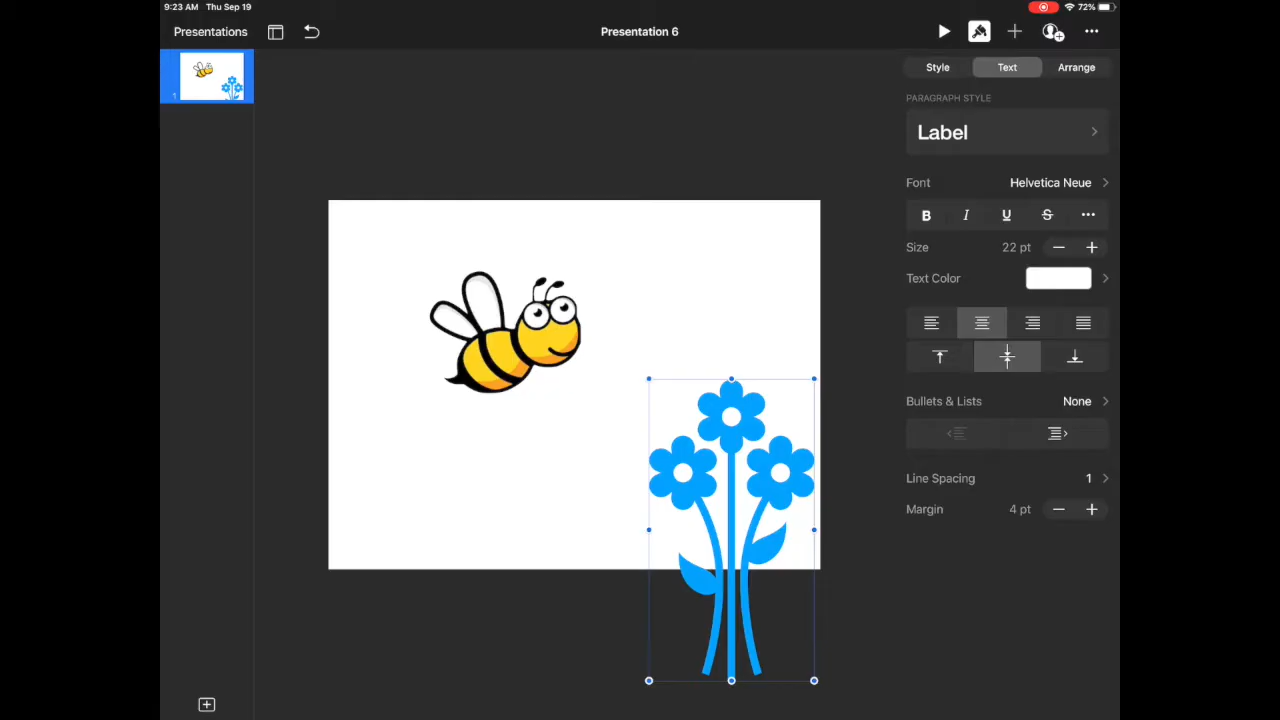 9:23 AM Thu Sep 19
72%
Presentations
Presentation 6
1
Style
Text
Arrange
PARAGRAPH STYLE
Label
Font
Helvetica Neue
B I U S
Size
22 pt
Text Color
Bullets & Lists
None
Line Spacing
1
Margin
4 pt